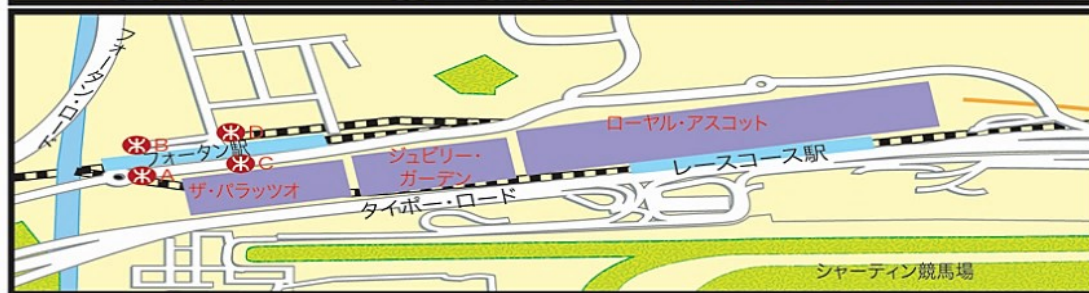 フォータン・ロード
B
D
フォータン駅
A
C
ザ・パラッツオ
ジュビリー・
ガーデン
ローヤル・アスコット
レースコース駅
タイポー・ロード
シャーティン競馬場